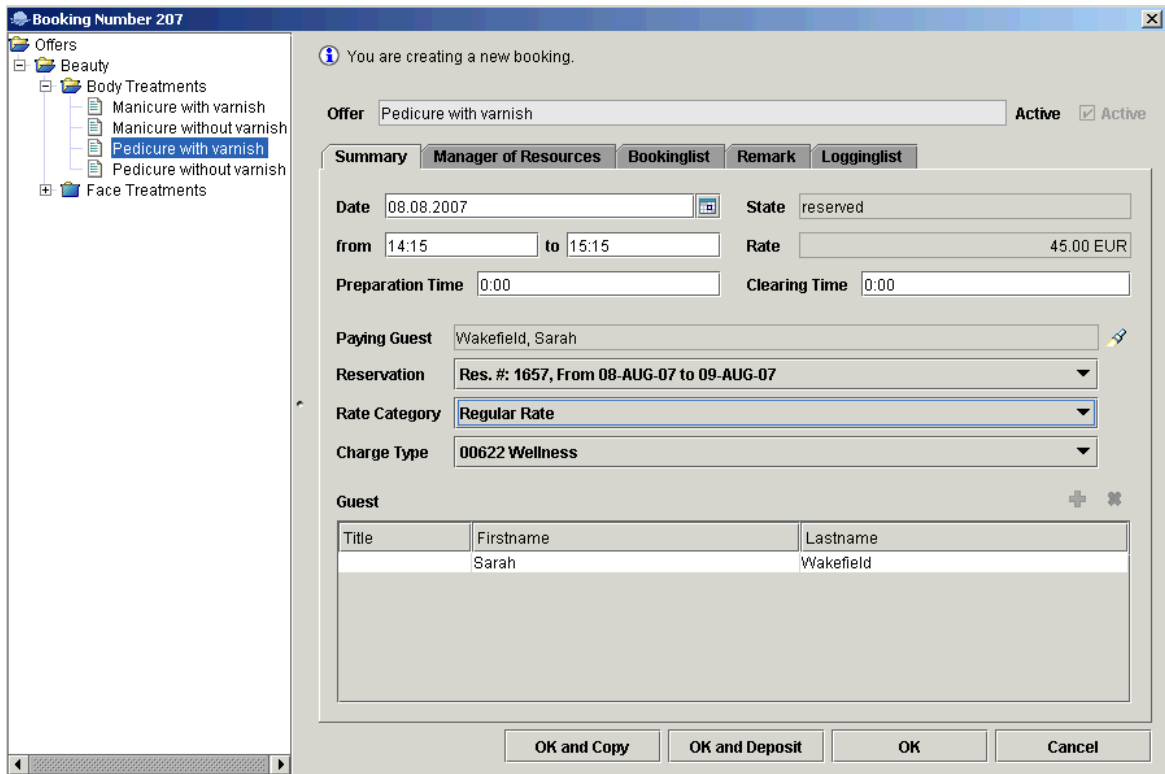 Booking Number 207
Offers
Beauty
Body Treatments
Manicure with varnish
Manicure without varnish
Pedicure with varnish
Pedicure without varnish
Face Treatments
You are creating a new booking.
Offer Pedicure with varnish Active Active
Summary Manager of Resources Bookinglist Remark Logginglist
Date 08.08.2007 State reserved
from 14:15 to 15:15 Rate 45.00 EUR
Preparation Time 0:00 Clearing Time 0:00
Paying Guest Wakefield, Sarah
Reservation Res. #: 1657, From 08-AUG-07 to 09-AUG-07
Rate Category Regular Rate
Charge Type 00622 Wellness
Guest
Title Firstname Lastname
Sarah Wakefield
OK and Copy OK and Deposit OK Cancel